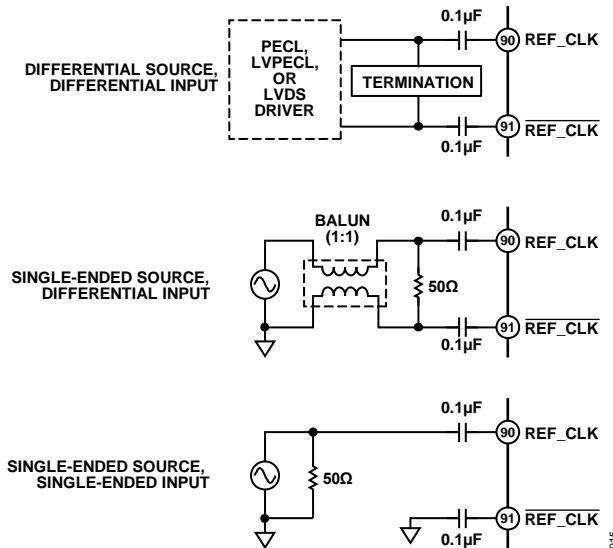 0.1µF
90 REF_CLK
PECL,
LVPECL,
OR
LVDS
DRIVER
DIFFERENTIAL SOURCE,
DIFFERENTIAL INPUT
TERMINATION
91 REF_CLK
0.1µF
BALUN
(1:1)
0.1µF
90 REF_CLK
SINGLE-ENDED SOURCE,
DIFFERENTIAL INPUT
50Ω
91 REF_CLK
0.1µF
0.1µF
90 REF_CLK
SINGLE-ENDED SOURCE,
SINGLE-ENDED INPUT
50Ω
91 REF_CLK
0.1µF